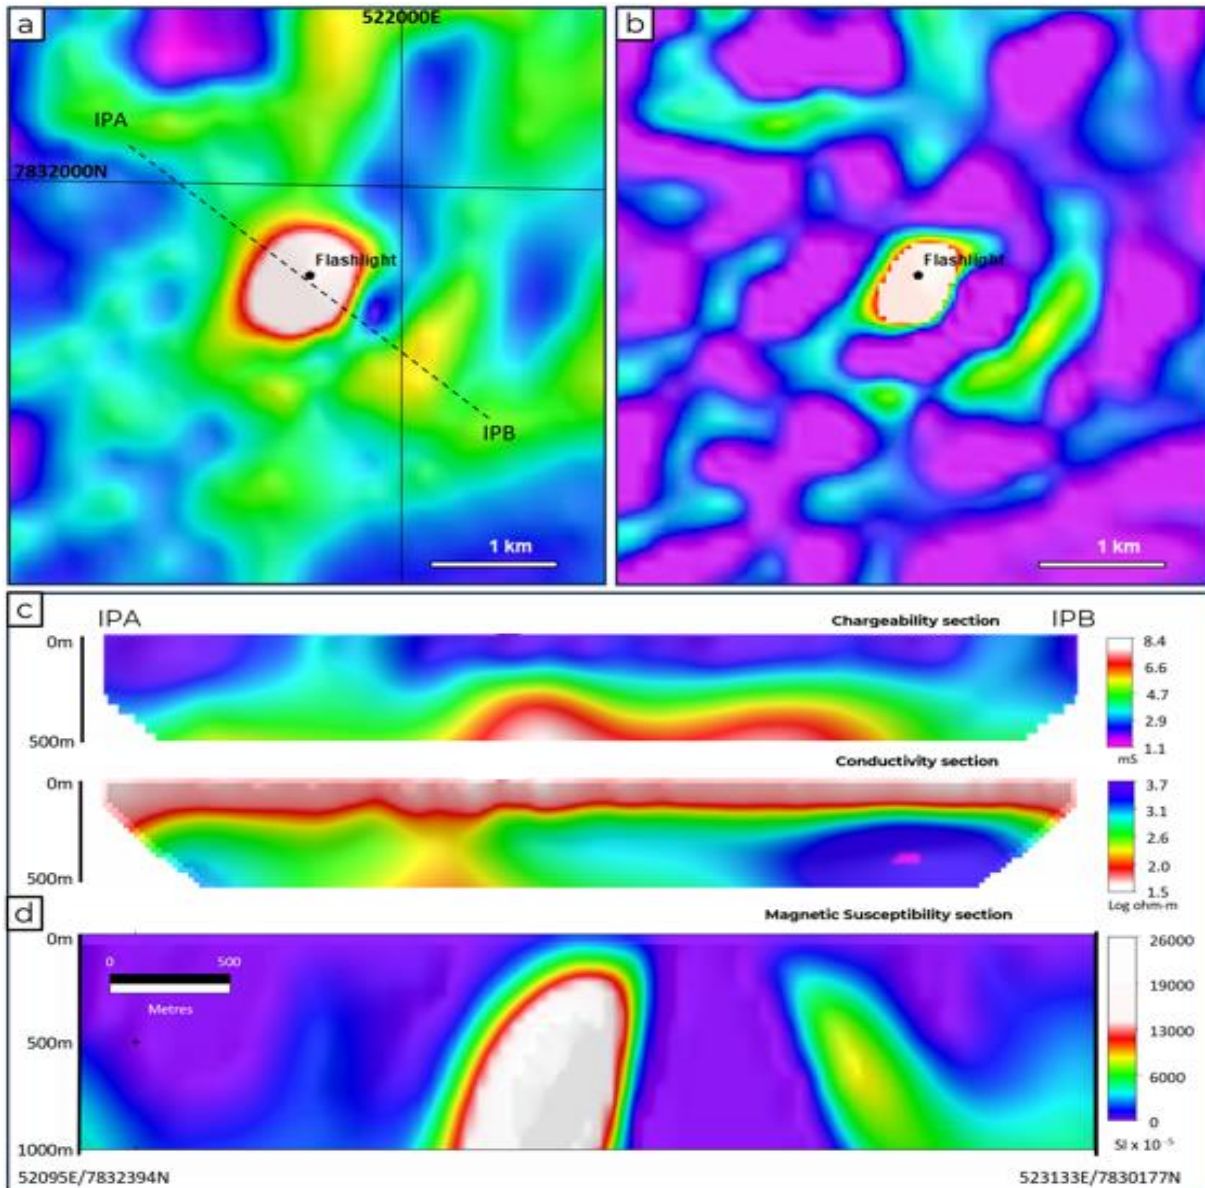 a
522000E
IPA
7832000N
Flashlight
IPB
1 km
b
Flashlight
1 km
c
IPA
Chargeability section
IPB
0m
500m
8.4
6.6
4.7
2.9
1.1
mS
Conductivity section
0m
500m
3.7
3.1
2.6
2.0
1.5
Log ohm-m
d
Magnetic Susceptibility section
0m
0 500
Metres
500m
1000m
26000
19000
13000
6000
0
SI x 10⁻⁵
52095E/7832394N
523133E/7830177N